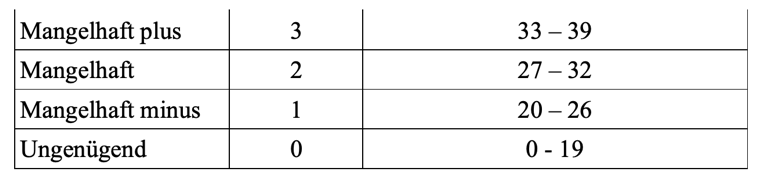 Mangelhaft plus 3 33 – 39
Mangelhaft 2 27 – 32
Mangelhaft minus 1 20 – 26
Ungenügend 0 0 - 19